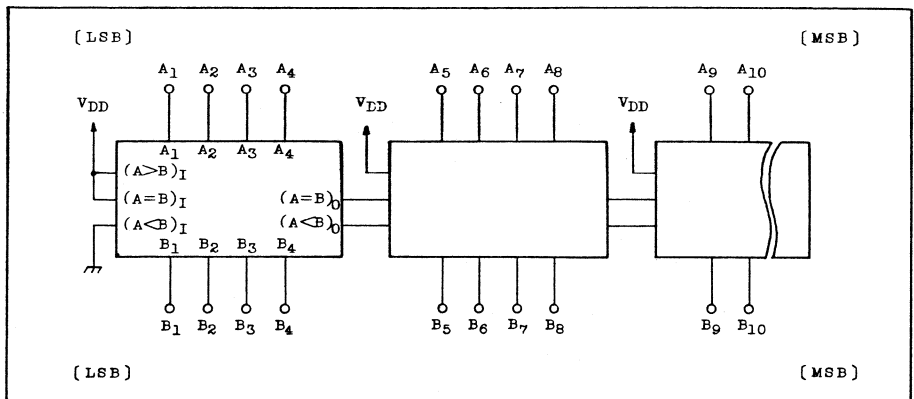 [LSB] [MSB]
A1 A2 A3 A4 A5 A6 A7 A8 A9 A10
VDD VDD VDD
A1 A2 A3 A4
(A>B)I
(A=B)I (A=B)O
(A<B)I (A<B)O
B1 B2 B3 B4
B1 B2 B3 B4 B5 B6 B7 B8 B9 B10
[LSB] [MSB]